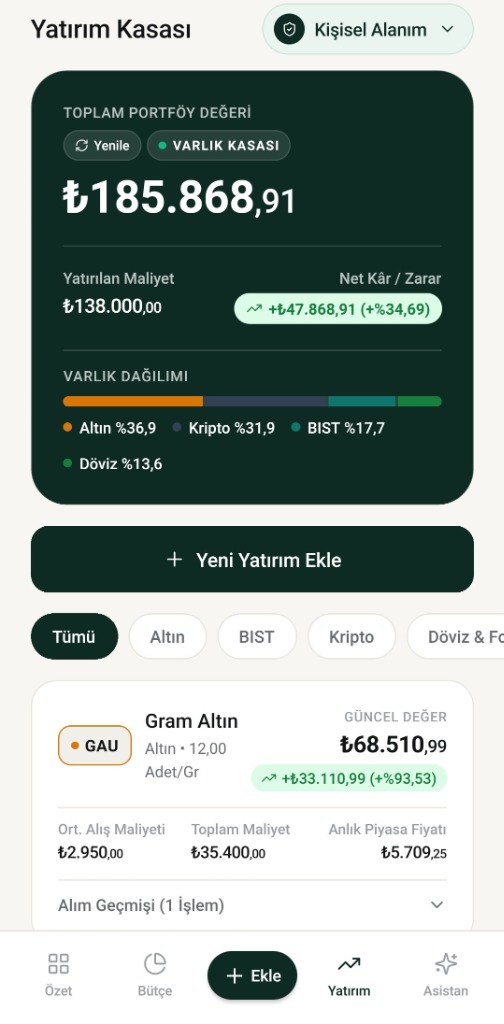 Yatırım Kasası
Kişisel Alanım
TOPLAM PORTFÖY DEĞERİ
Yenile
VARLIK KASASI
₺185.868,91
Yatırılan Maliyet
Net Kâr / Zarar
₺138.000,00
+₺47.868,91 (+%34,69)
VARLIK DAĞILIMI
Altın %36,9
Kripto %31,9
BIST %17,7
Döviz %13,6
+ Yeni Yatırım Ekle
Tümü
Altın
BIST
Kripto
Döviz & Fo
GAU
Gram Altın
Altın • 12,00
Adet/Gr
GÜNCEL DEĞER
₺68.510,99
+₺33.110,99 (+%93,53)
Ort. Alış Maliyeti
Toplam Maliyet
Anlık Piyasa Fiyatı
₺2.950,00
₺35.400,00
₺5.709,25
Alım Geçmişi (1 İşlem)
Özet
Bütçe
+ Ekle
Yatırım
Asistan